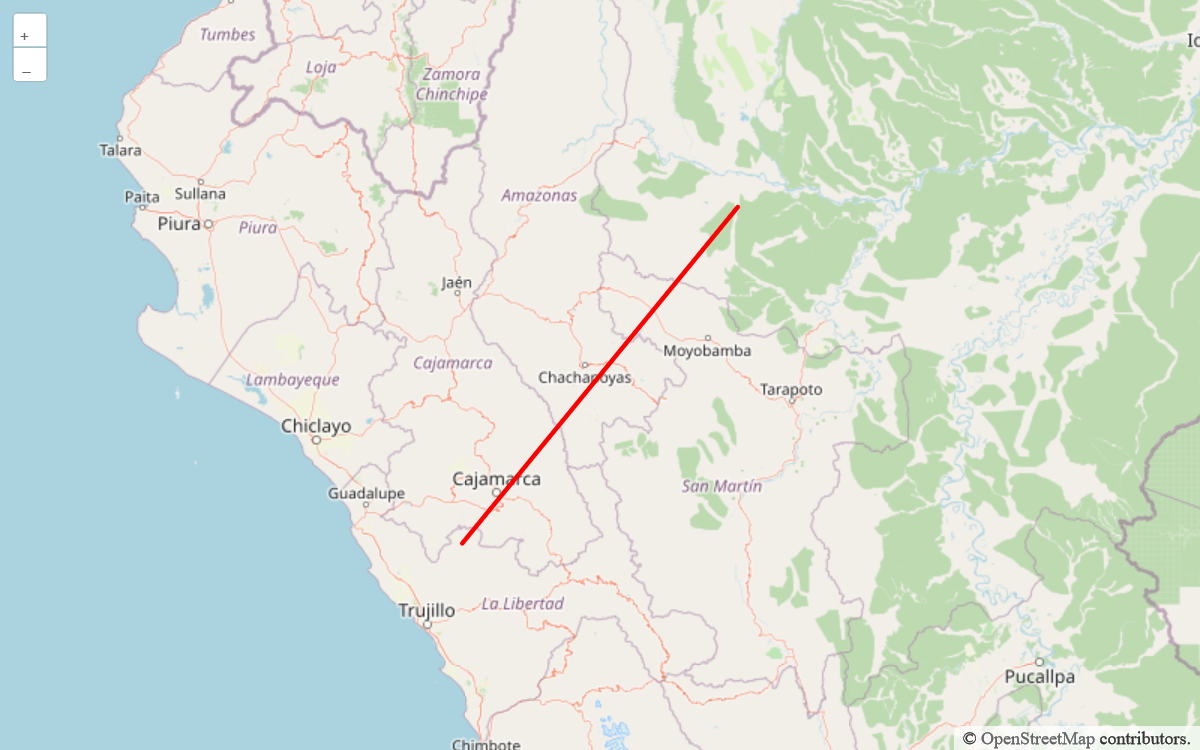 +
–
Tumbes
Loja
Zamora
Chinchipe
Talara
Amazonas
Paita
Sullana
Piura
Piura
Jaén
Moyobamba
Cajamarca
Chachapoyas
Lambayeque
Tarapoto
Chiclayo
Cajamarca
San Martín
Guadalupe
La Libertad
Trujillo
Pucallpa
Chimbote
© OpenStreetMap contributors.